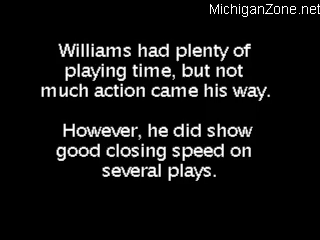 MichiganZone.net
Williams had plenty of
playing time, but not
much action came his way.
However, he did show
good closing speed on
several plays.